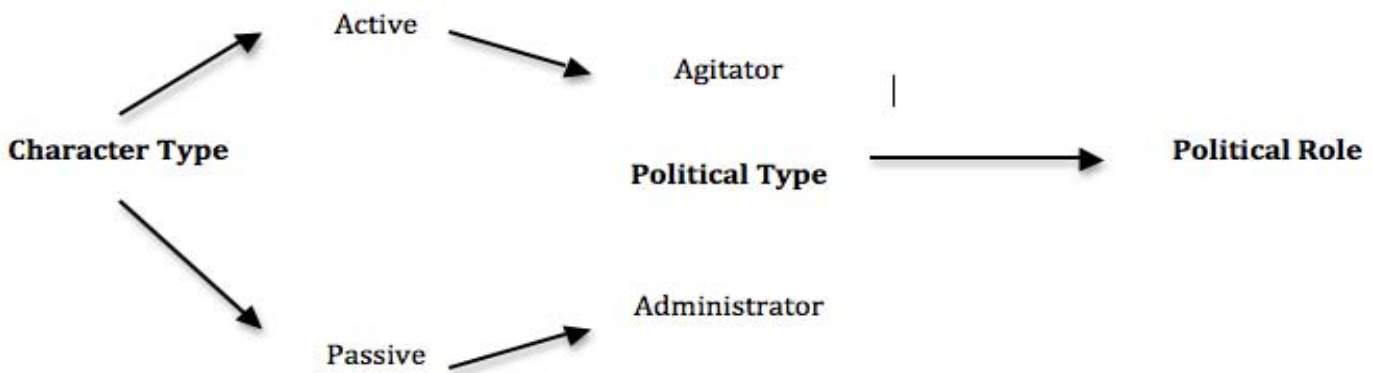 Active
Agitator
Character Type
Political Type
Political Role
Administrator
Passive